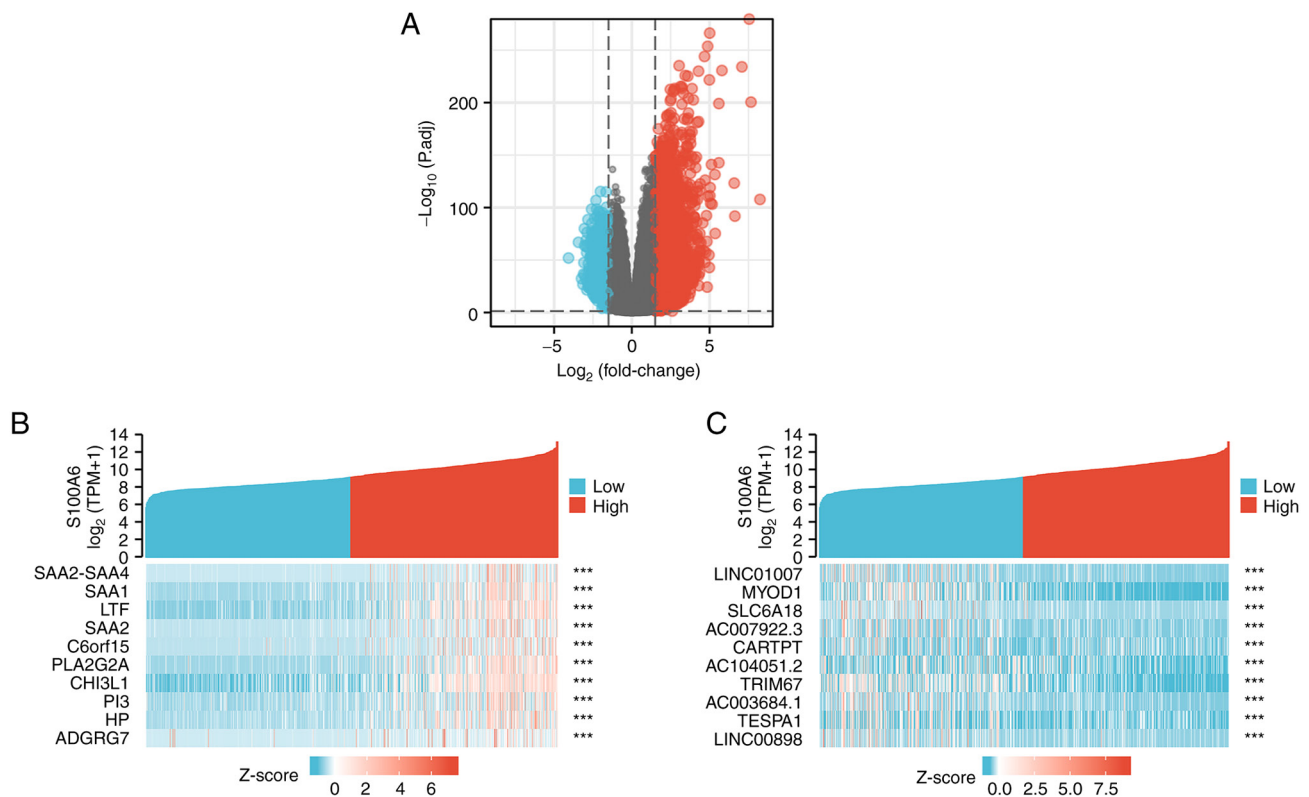 A
200
100
0
−Log10 (P.adj)
−5 0 5
Log2 (fold-change)
B
14
12
10
8
6
4
2
0
S100A6
log2 (TPM+1)
Low
High
SAA2-SAA4 ***
SAA1 ***
LTF ***
SAA2 ***
C6orf15 ***
PLA2G2A ***
CHI3L1 ***
PI3 ***
HP ***
ADGRG7 ***
Z-score
0 2 4 6
C
14
12
10
8
6
4
2
0
S100A6
log2 (TPM+1)
Low
High
LINC01007 ***
MYOD1 ***
SLC6A18 ***
AC007922.3 ***
CARTPT ***
AC104051.2 ***
TRIM67 ***
AC003684.1 ***
TESPA1 ***
LINC00898 ***
Z-score
0.0 2.5 5.0 7.5